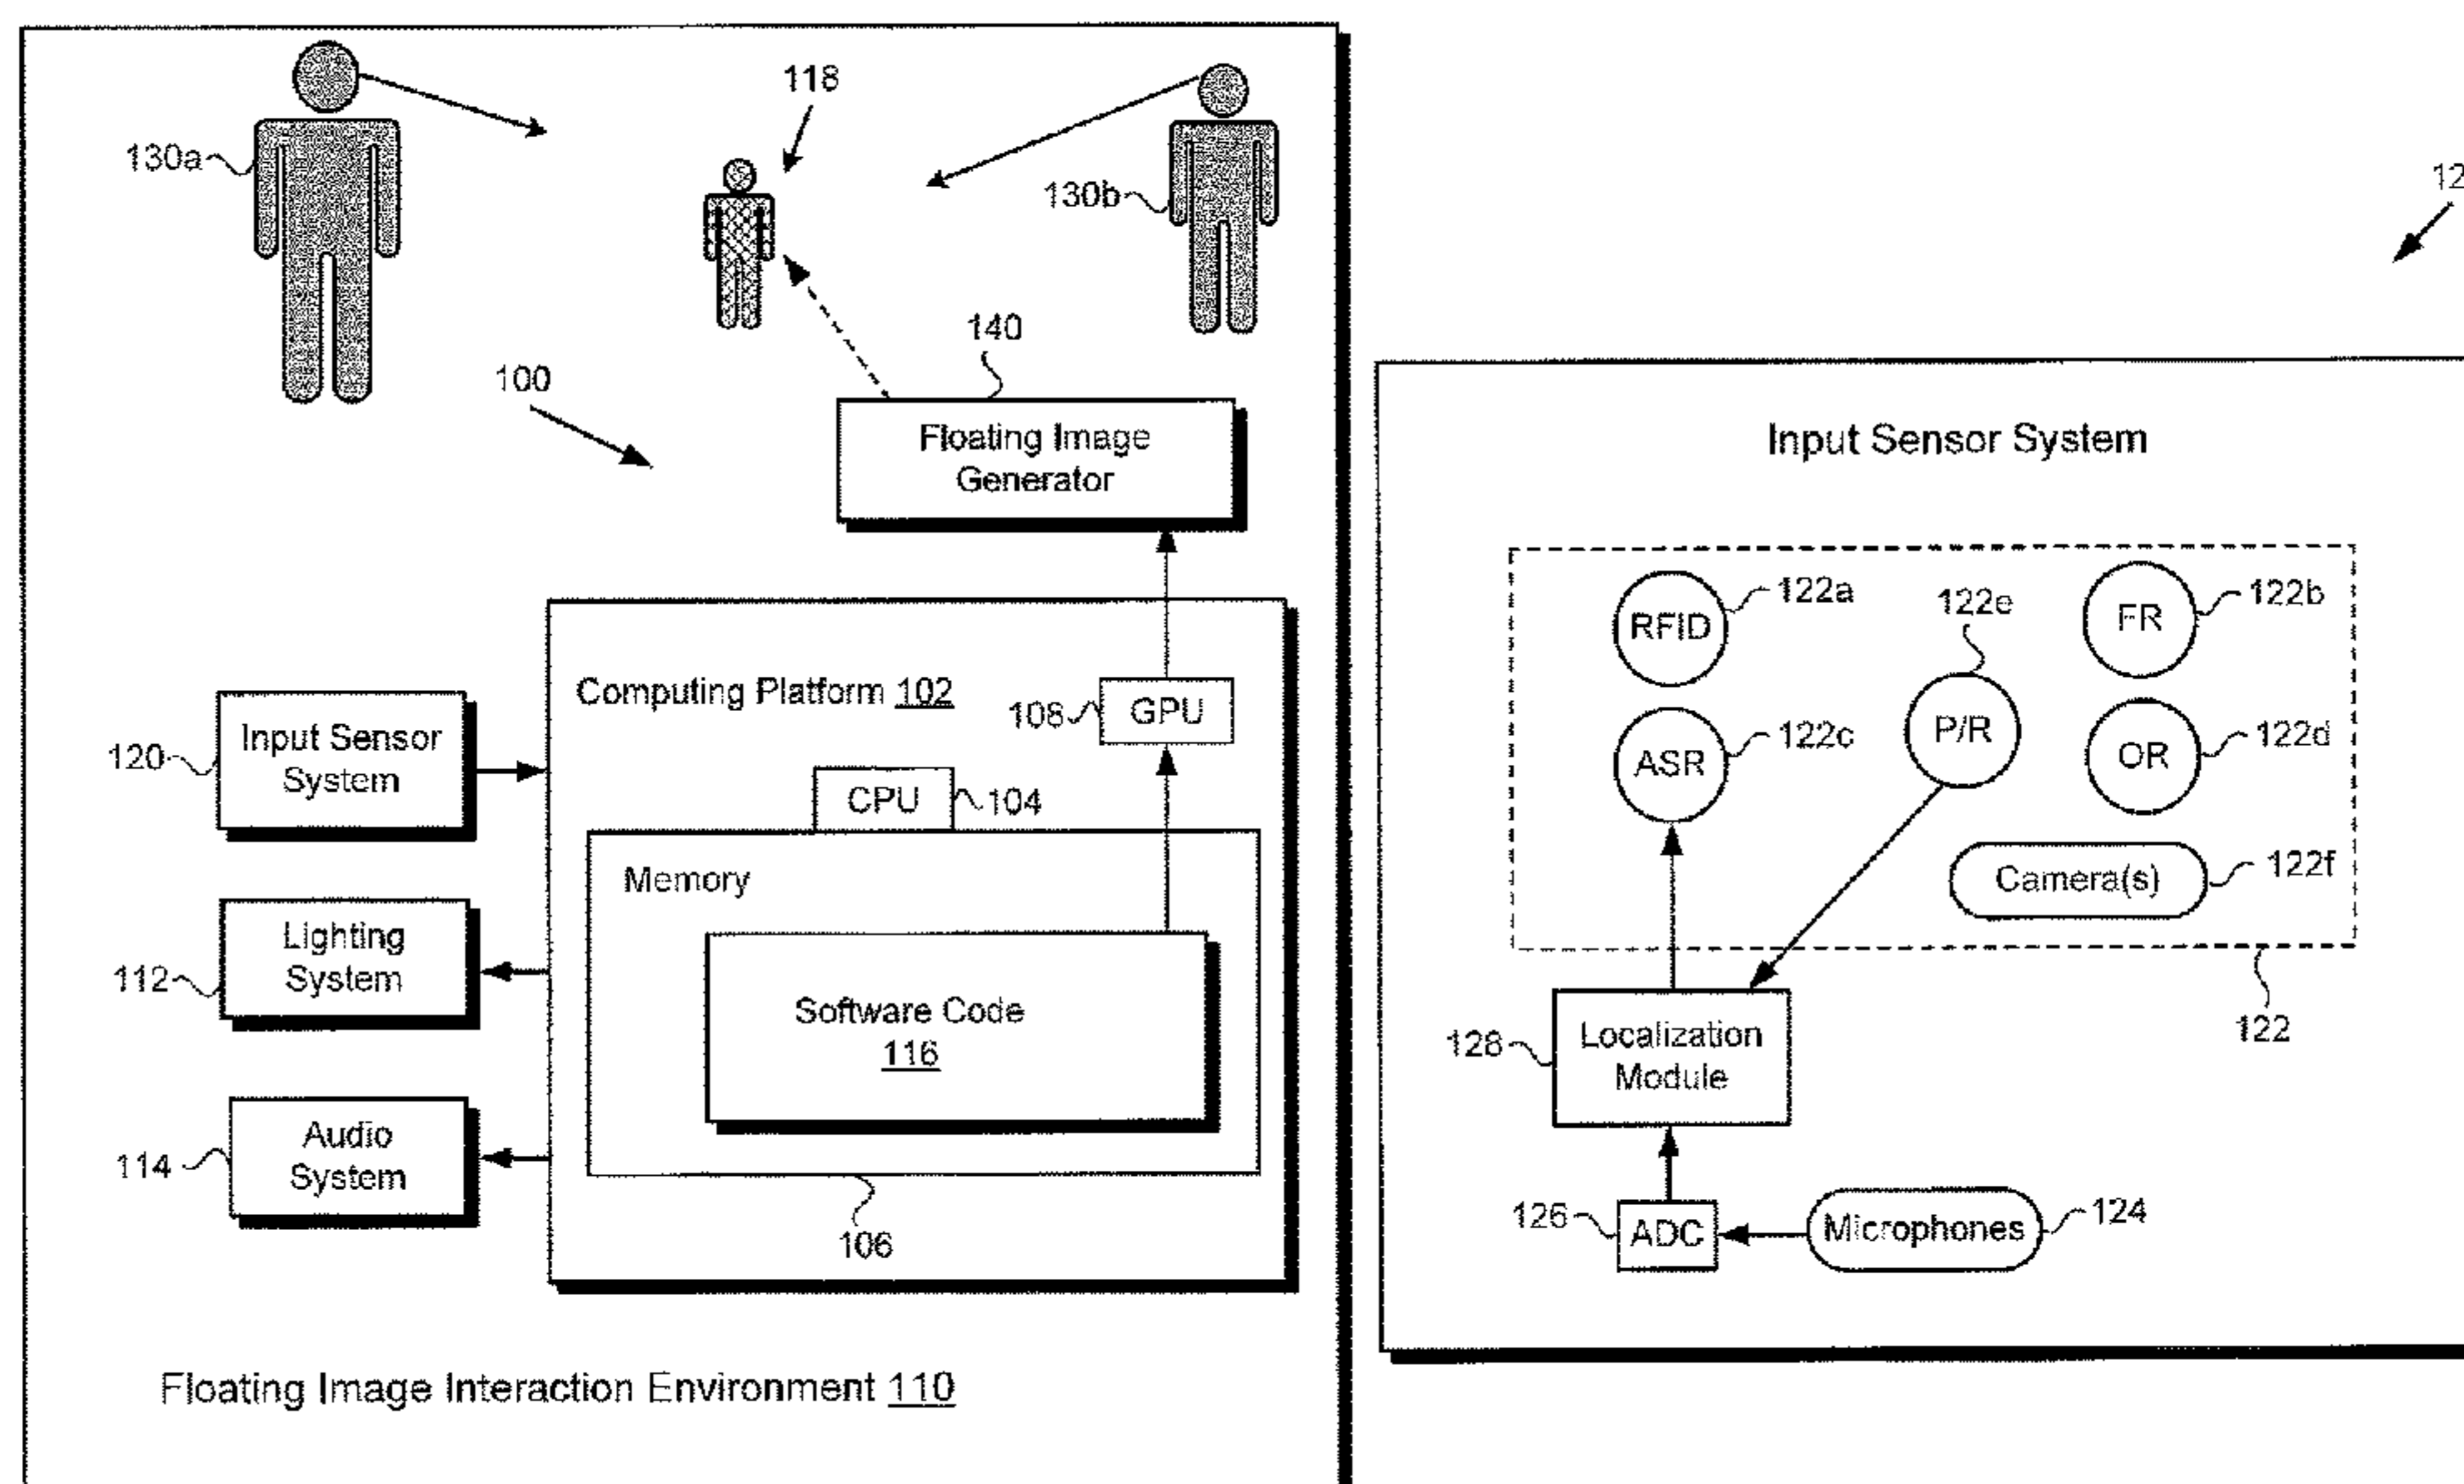 118
130a
130b
140
100
Floating Image
Generator
Computing Platform 102
108
GPU
120
Input Sensor
System
CPU
104
Memory
Lighting
System
112
Software Code
116
Audio
System
114
106
Floating Image Interaction Environment 110
12
Input Sensor System
RFID
122a
122e
FR
122b
ASR
122c
P/R
OR
122d
Camera(s)
122f
122
128
Localization
Module
126
ADC
Microphones
124